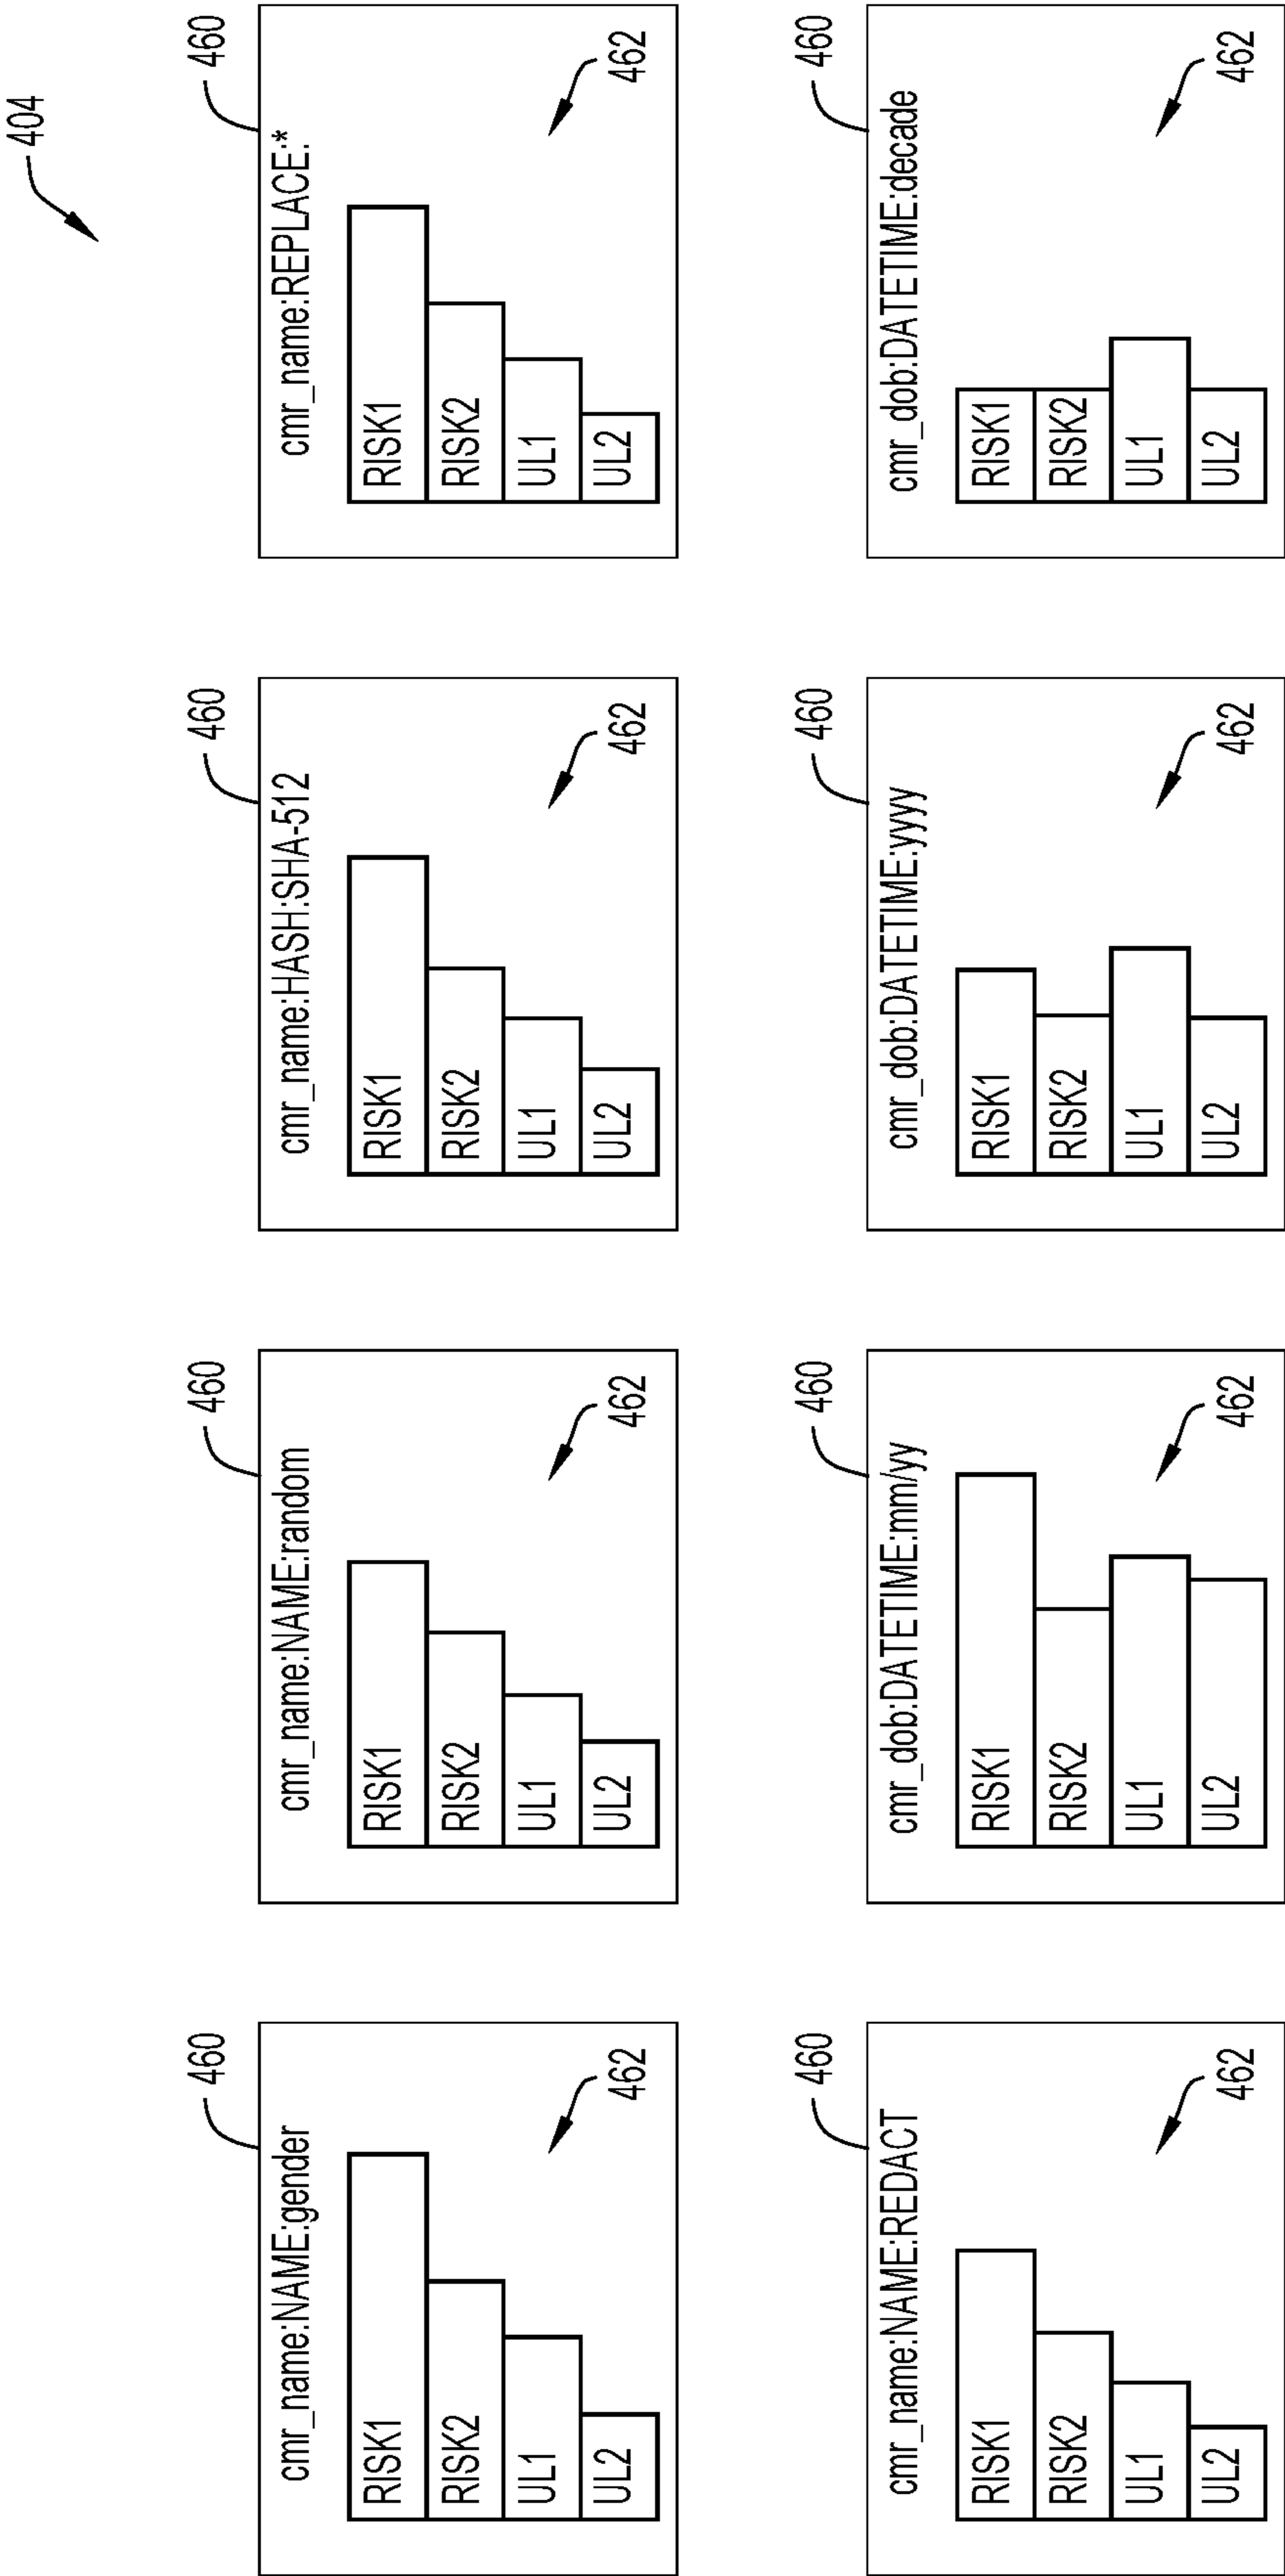 404
460
cmr_name:NAME:gender
RISK1
RISK2
UL1
UL2
462
460
cmr_name:NAME:random
RISK1
RISK2
UL1
UL2
462
460
cmr_name:HASH:SHA-512
RISK1
RISK2
UL1
UL2
462
460
cmr_name:REPLACE:*
RISK1
RISK2
UL1
UL2
462
460
cmr_name:NAME:REDACT
RISK1
RISK2
UL1
UL2
462
460
cmr_dob:DATETIME:mm/yy
RISK1
RISK2
UL1
UL2
462
460
cmr_dob:DATETIME:yyyy
RISK1
RISK2
UL1
UL2
462
460
cmr_dob:DATETIME:decade
RISK1
RISK2
UL1
UL2
462